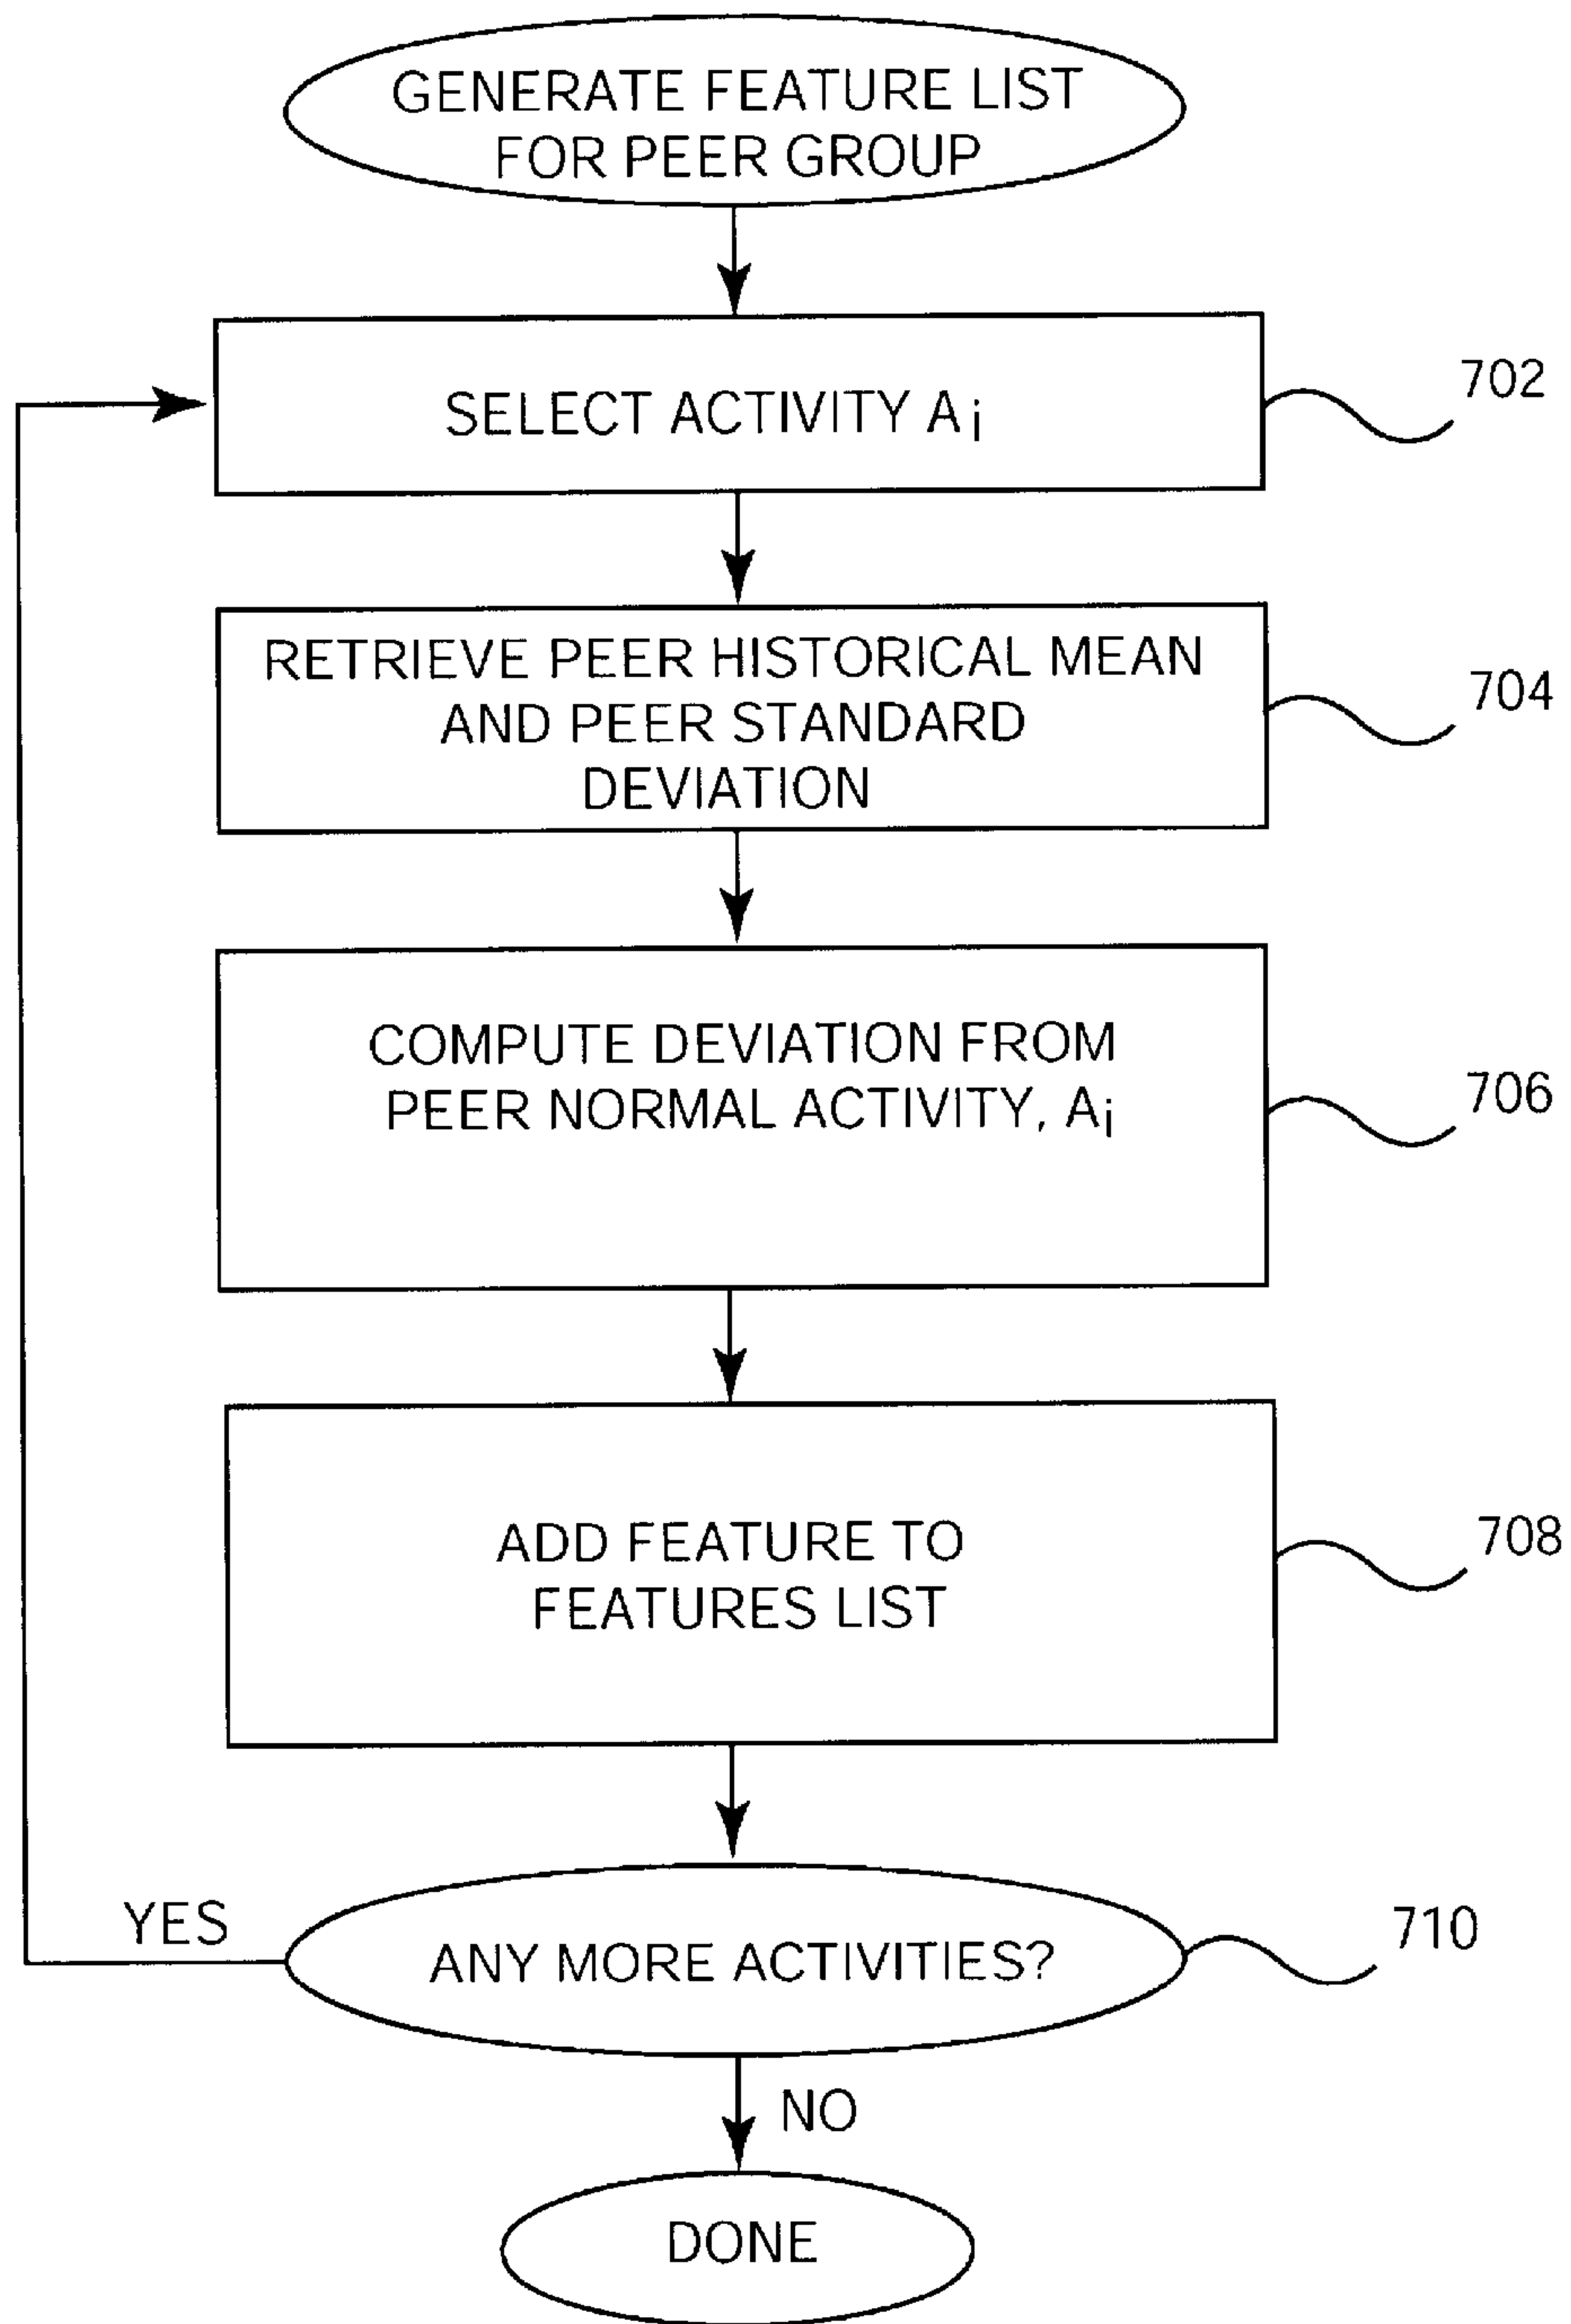 GENERATE FEATURE LIST
FOR PEER GROUP
SELECT ACTIVITY Ai
702
RETRIEVE PEER HISTORICAL MEAN
AND PEER STANDARD
DEVIATION
704
COMPUTE DEVIATION FROM
PEER NORMAL ACTIVITY, Ai
706
ADD FEATURE TO
FEATURES LIST
708
YES
ANY MORE ACTIVITIES?
710
NO
DONE